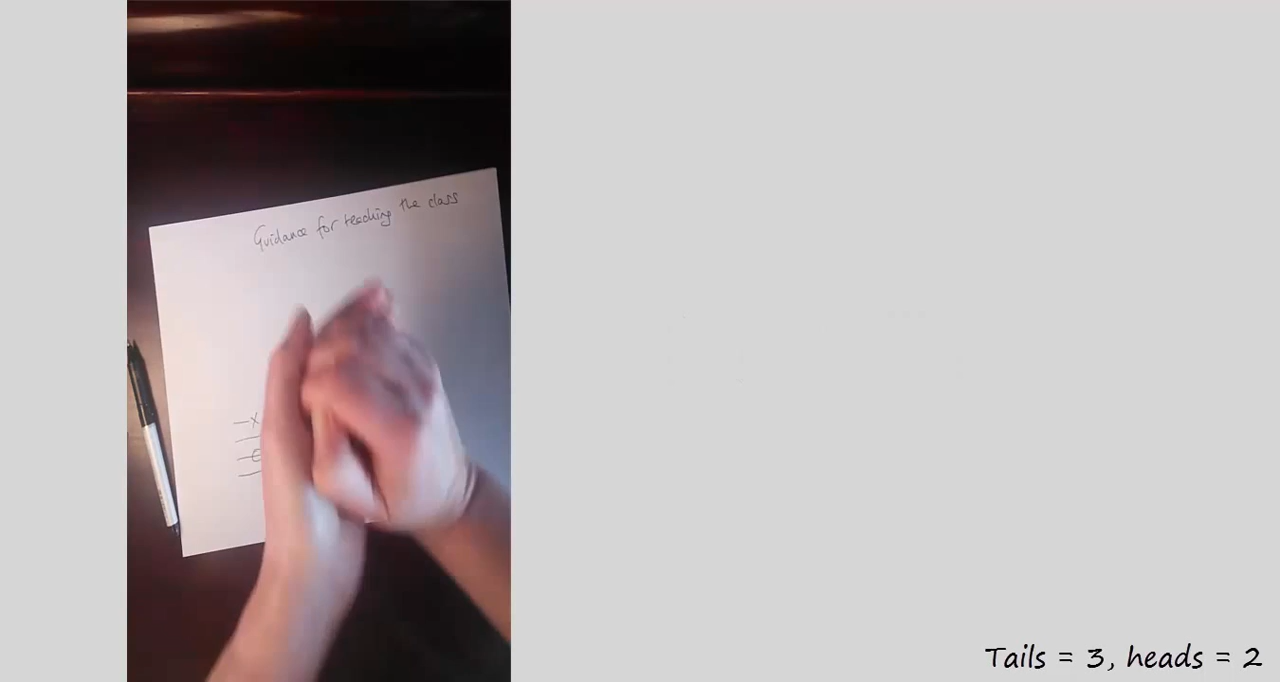 Guidance for teaching the class
Tails = 3, heads = 2